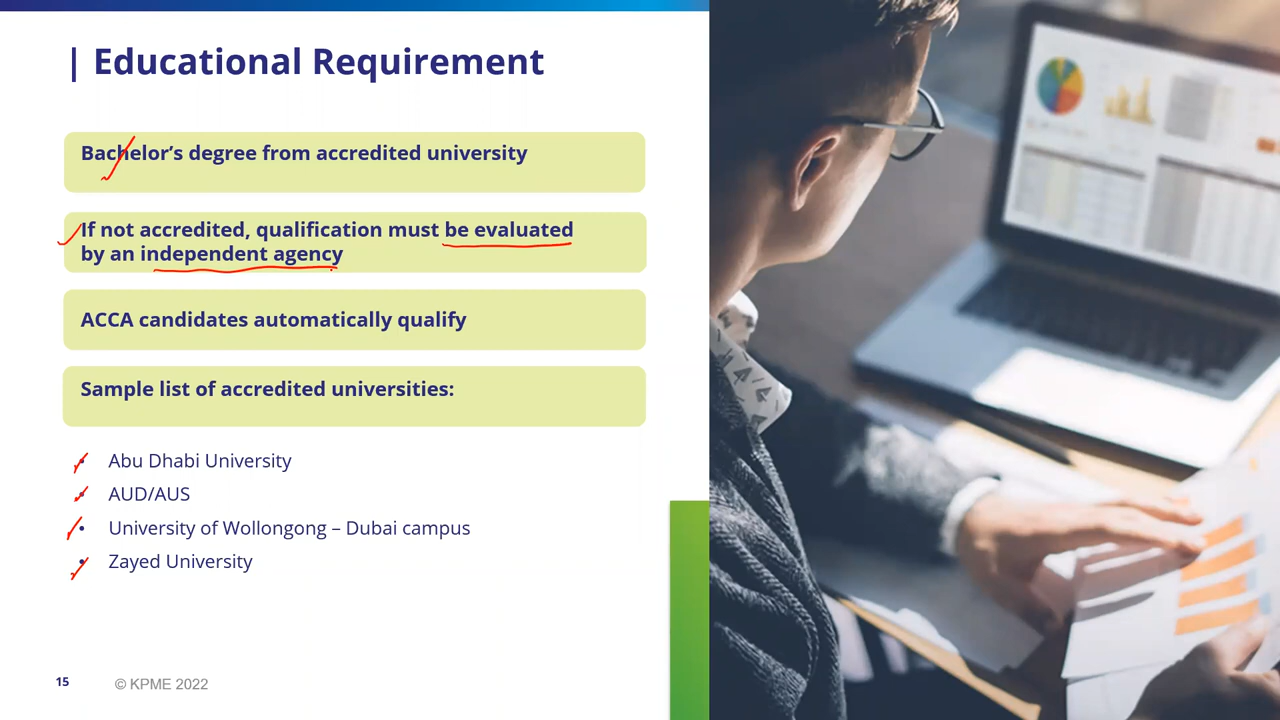 | Educational Requirement
Bachelor’s degree from accredited university
If not accredited, qualification must be evaluated
by an independent agency
ACCA candidates automatically qualify
Sample list of accredited universities:
• Abu Dhabi University
• AUD/AUS
• University of Wollongong – Dubai campus
• Zayed University
15 © KPME 2022